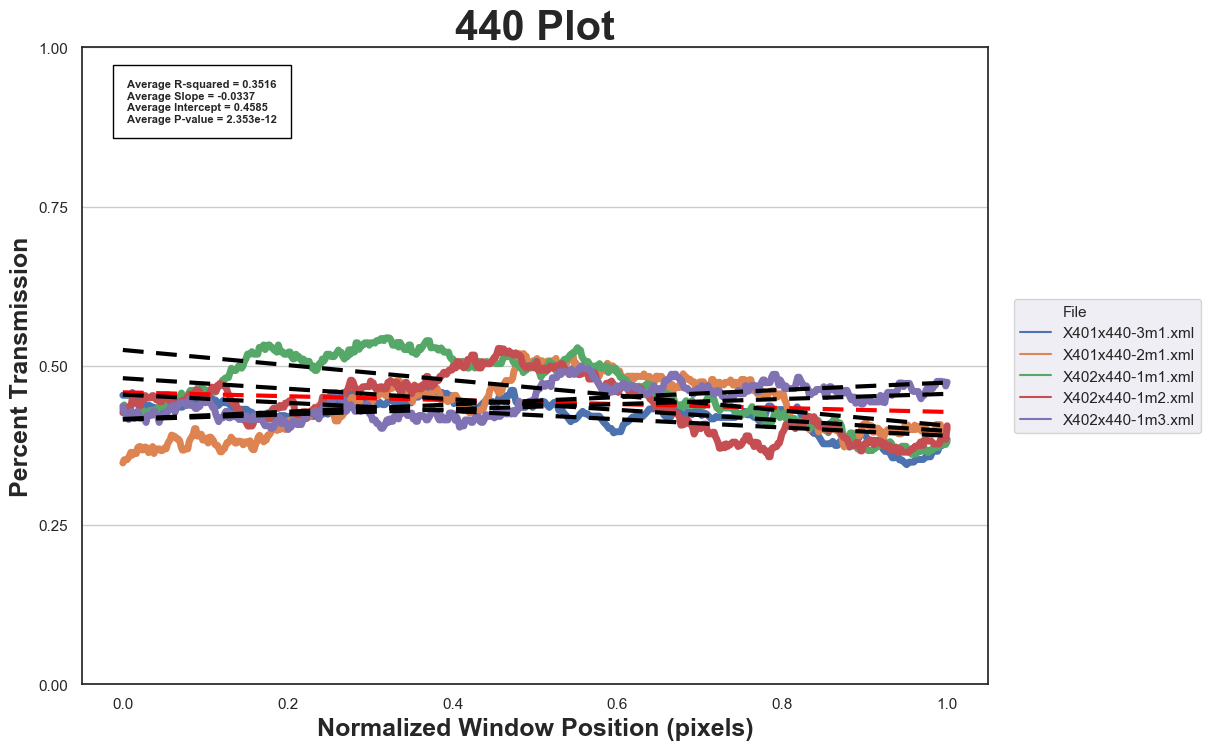 440 Plot
1.00
Average R-squared = 0.3516
Average Slope = -0.0337
Average Intercept = 0.4585
Average P-value = 2.353e-12
0.75
0.50
0.25
0.00
Percent Transmission
0.0 0.2 0.4 0.6 0.8 1.0
Normalized Window Position (pixels)
File
X401x440-3m1.xml
X401x440-2m1.xml
X402x440-1m1.xml
X402x440-1m2.xml
X402x440-1m3.xml